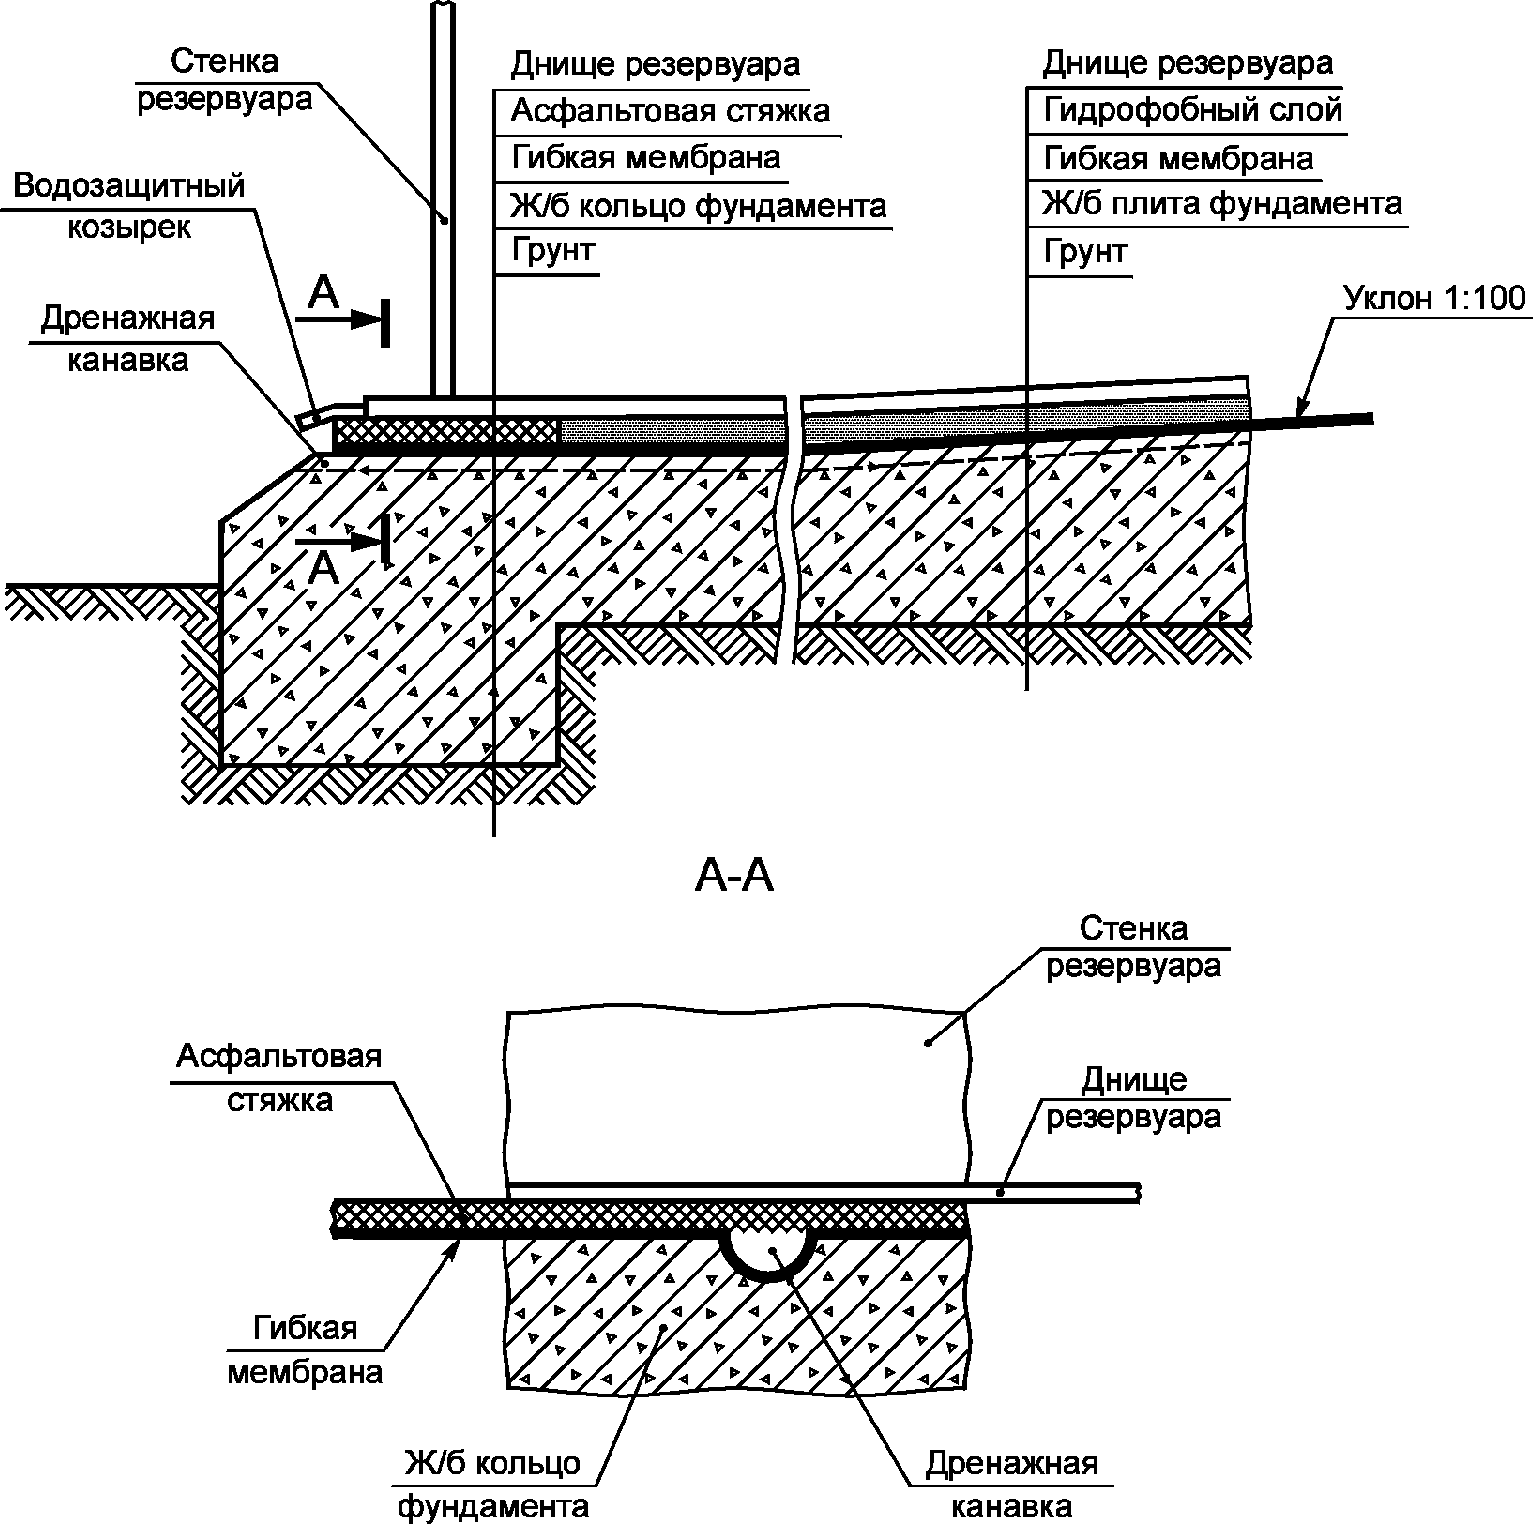 Стенка
резервуара
Водозащитный
козырек
Дренажная
канавка
А
А
Днище резервуара
Асфальтовая стяжка
Гибкая мембрана
Ж/б кольцо фундамента
Грунт
Днище резервуара
Гидрофобный слой
Гибкая мембрана
Ж/б плита фундамента
Грунт
Уклон 1:100
А-А
Стенка
резервуара
Асфальтовая
стяжка
Днище
резервуара
Гибкая
мембрана
Ж/б кольцо
фундамента
Дренажная
канавка